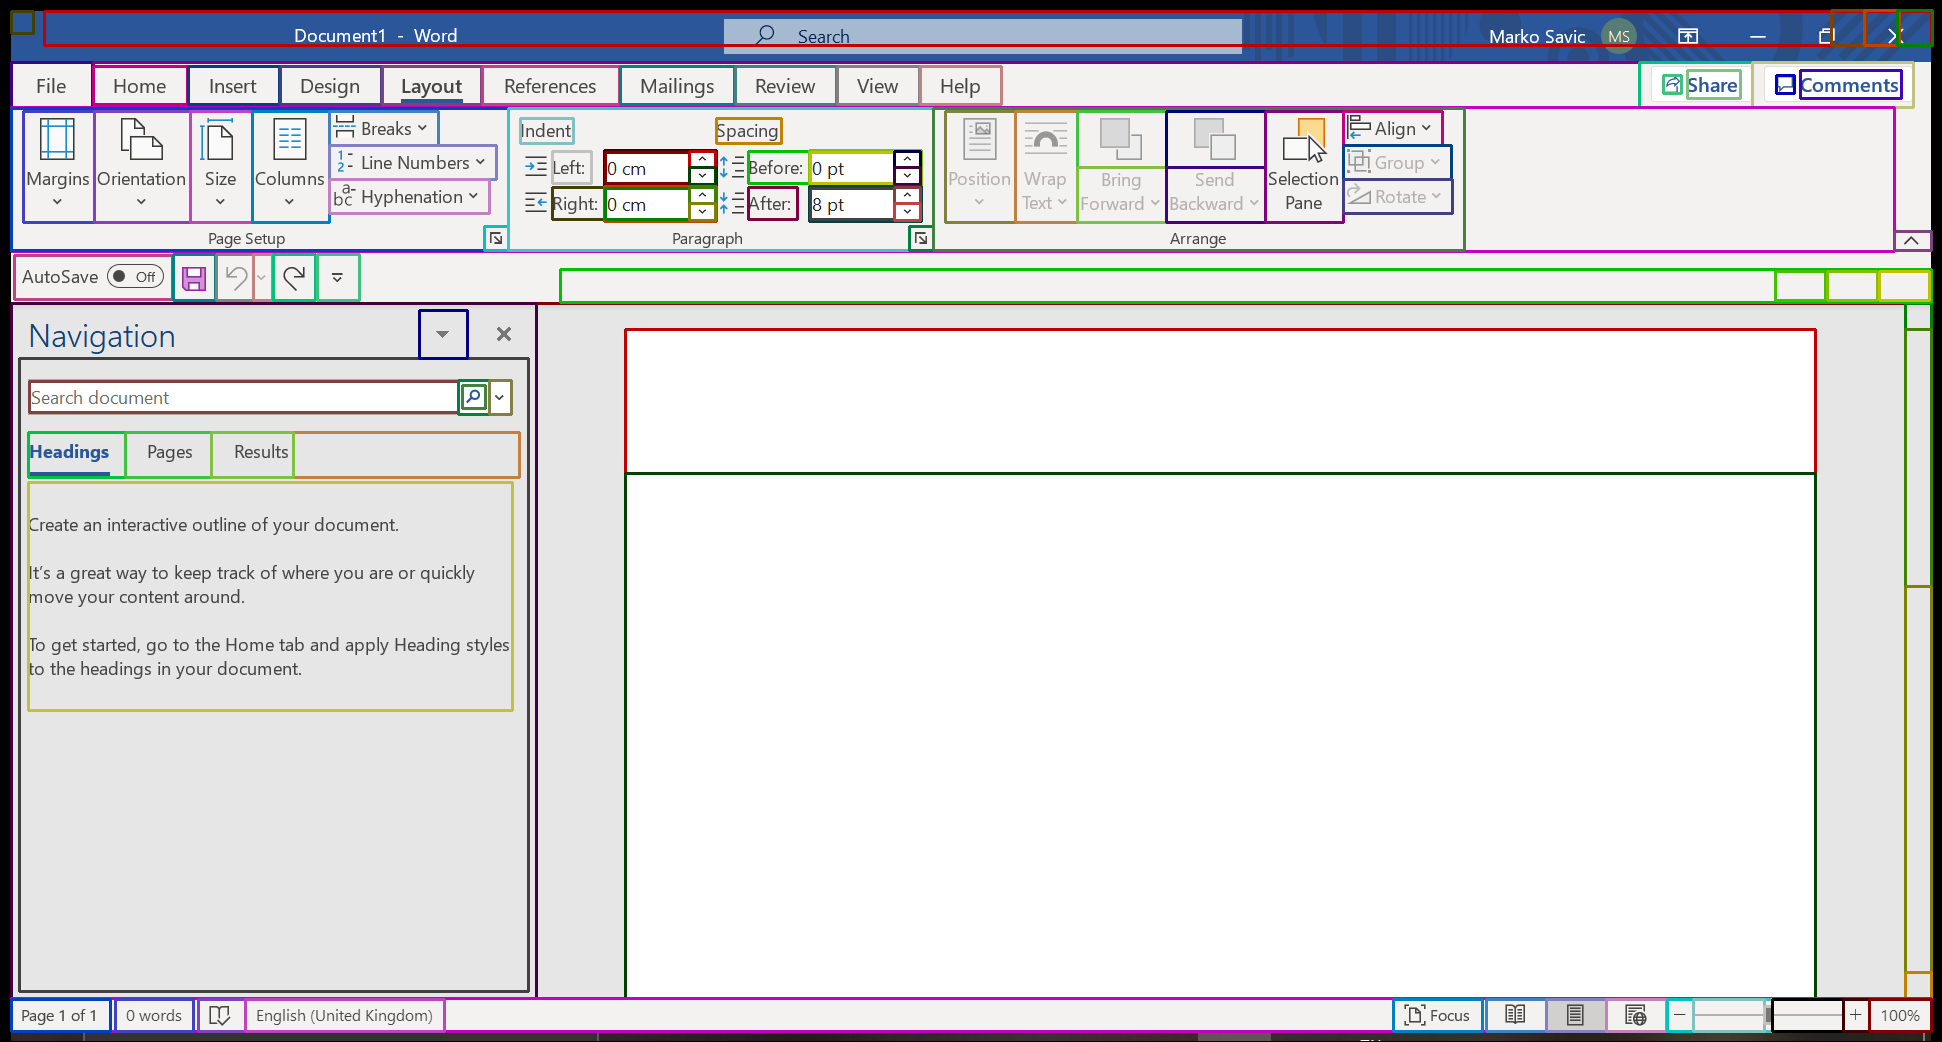 Document1 - Word
Search
Marko Savic
MS
File
Home
Insert
Design
Layout
References
Mailings
Review
View
Help
Share
Comments
Margins
Orientation
Size
Columns
Breaks
1
2
Line Numbers
a-
bc
Hyphenation
Page Setup
Indent
Left:
0 cm
Right:
0 cm
Spacing
Before:
0 pt
After:
8 pt
Paragraph
Position
Wrap
Text
Bring
Forward
Send
Backward
Selection
Pane
Align
Group
Rotate
Arrange
AutoSave
Off
Navigation
Search document
Headings
Pages
Results
Create an interactive outline of your document.
It's a great way to keep track of where you are or quickly
move your content around.
To get started, go to the Home tab and apply Heading styles
to the headings in your document.
Page 1 of 1
0 words
English (United Kingdom)
Focus
100%